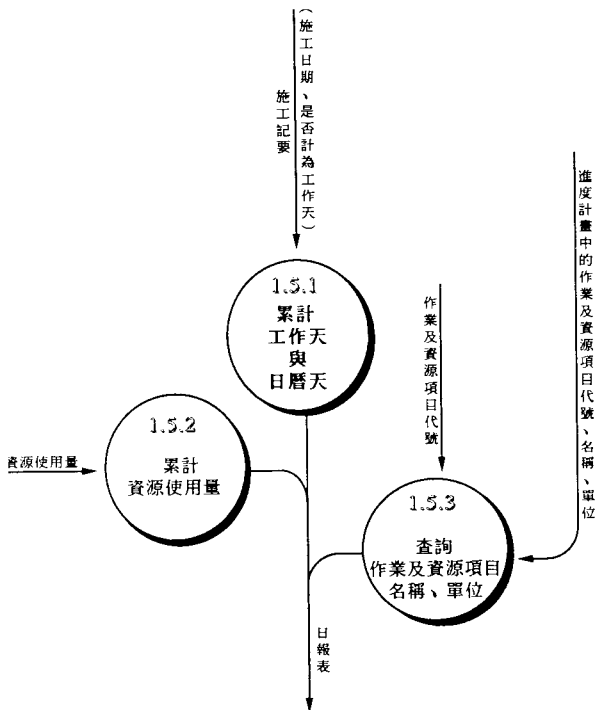 施工記要
（施工日期、是否計為工作天）
進度計畫中的作業及資源項目代號、名稱、單位
1.5.1
累計
工作天
與
日曆天
作業及資源項目代號
1.5.2
累計
資源使用量
資源使用量
1.5.3
查詢
作業及資源項目
名稱、單位
日報表